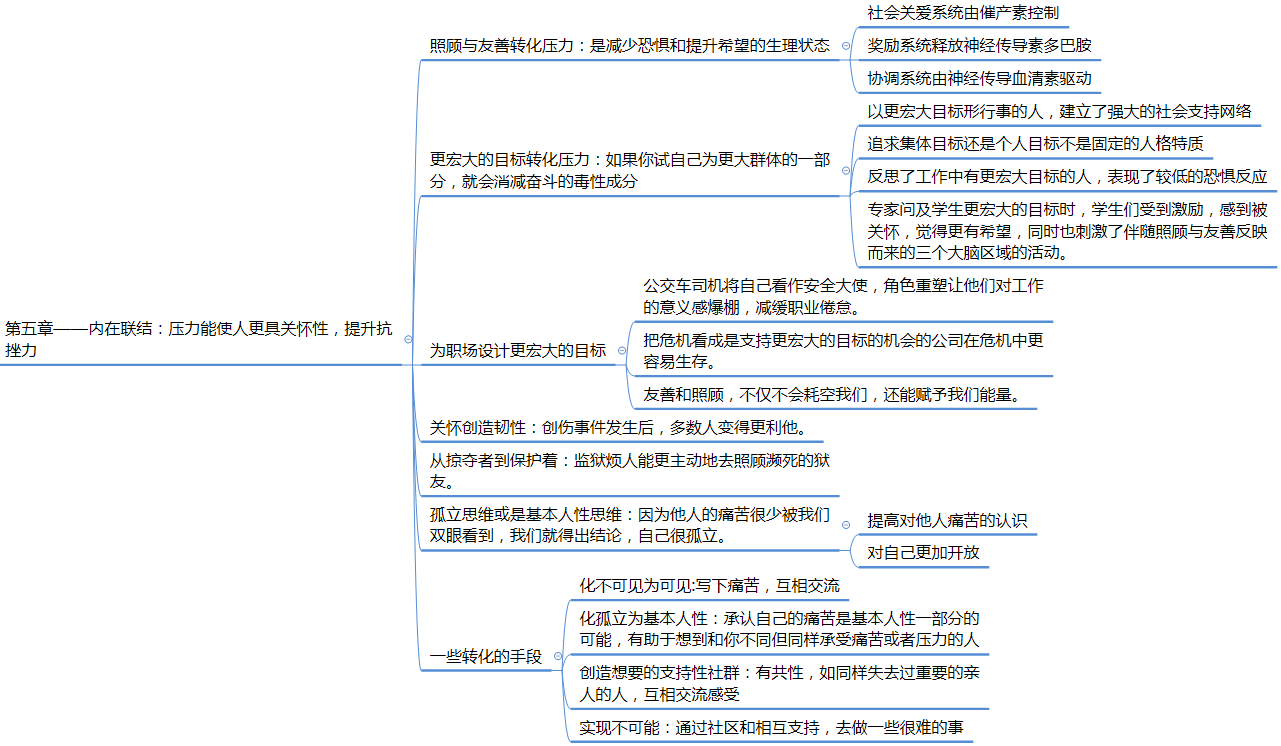 第五章——内在联结：压力能使人更具关怀性，提升抗
挫力
照顾与友善转化压力：是减少恐惧和提升希望的生理状态
社会关爱系统由催产素控制
奖励系统释放神经传导素多巴胺
协调系统由神经传导血清素驱动
更宏大的目标转化压力：如果你试自己为更大群体的一部
分，就会消减奋斗的毒性成分
以更宏大目标形行事的人，建立了强大的社会支持网络
追求集体目标还是个人目标不是固定的人格特质
反思了工作中有更宏大目标的人，表现了较低的恐惧反应
专家问及学生更宏大的目标时，学生们受到激励，感到被
关怀，觉得更有希望，同时也刺激了伴随照顾与友善反映
而来的三个大脑区域的活动。
为职场设计更宏大的目标
公交车司机将自己看作安全大使，角色重塑让他们对工作
的意义感爆棚，减缓职业倦怠。
把危机看成是支持更宏大的目标的机会的公司在危机中更
容易生存。
友善和照顾，不仅不会耗空我们，还能赋予我们能量。
关怀创造韧性：创伤事件发生后，多数人变得更利他。
从掠夺者到保护着：监狱烦人能更主动地去照顾濒死的狱
友。
孤立思维或是基本人性思维：因为他人的痛苦很少被我们
双眼看到，我们就得出结论，自己很孤立。
提高对他人痛苦的认识
对自己更加开放
一些转化的手段
化不可见为可见:写下痛苦，互相交流
化孤立为基本人性：承认自己的痛苦是基本人性一部分的
可能，有助于想到和你不同但同样承受痛苦或者压力的人
创造想要的支持性社群：有共性，如同样失去过重要的亲
人的人，互相交流感受
实现不可能：通过社区和相互支持，去做一些很难的事